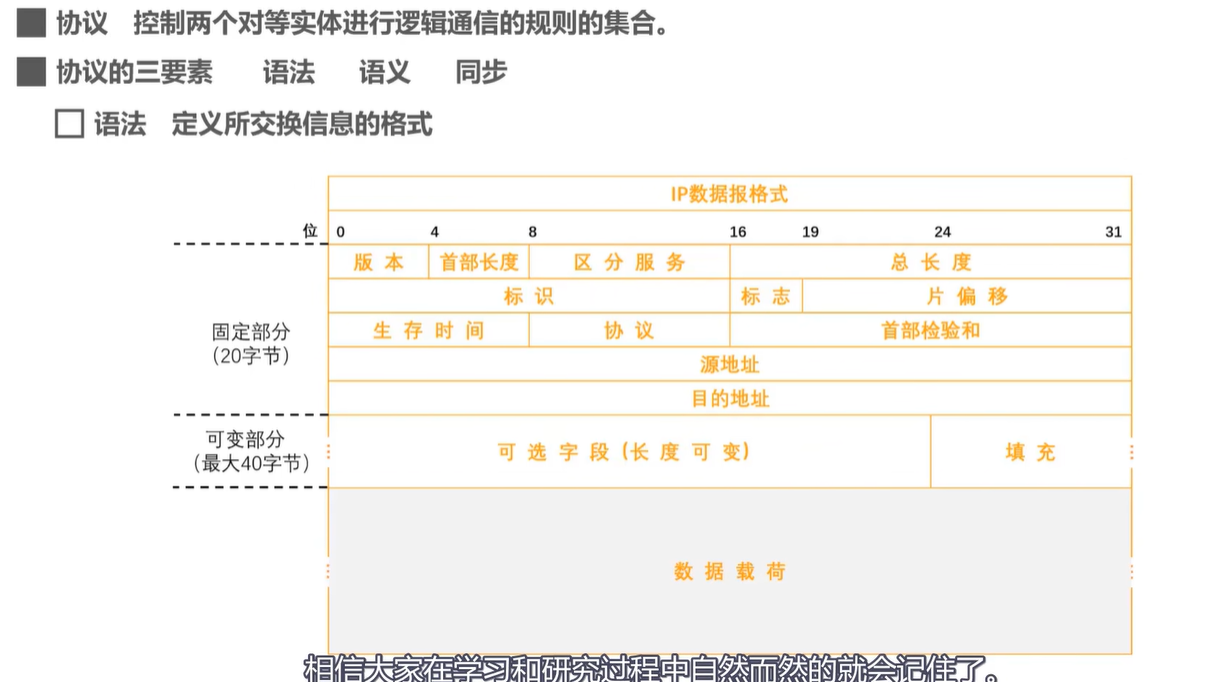 协议 控制两个对等实体进行逻辑通信的规则的集合。
协议的三要素 语法 语义 同步
语法 定义所交换信息的格式
IP数据报格式
位 0 4 8 16 19 24 31
版本 首部长度 区分服务 总长度
标识 标志 片偏移
固定部分
（20字节）
生存时间 协议 首部检验和
源地址
目的地址
可变部分
（最大40字节）
可选字段（长度可变） 填充
数据载荷
相信大家在学习和研究过程中自然而然的就会记住了。